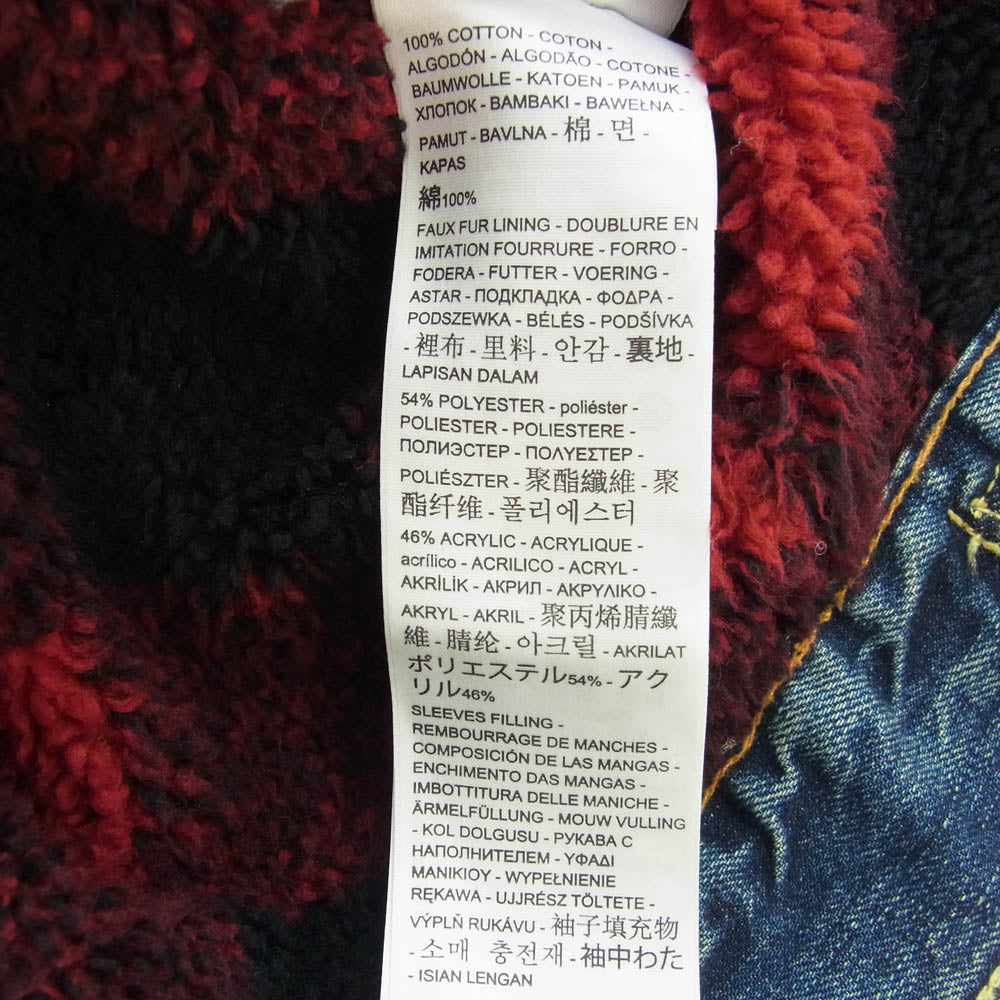 100% COTTON - COTON -
ALGODÓN - ALGODÃO - COTONE -
BAUMWOLLE - KATOEN - PAMUK -
ХЛОПОК - BAMBAKI - BAWEŁNA -
PAMUT - BAVLNA - 棉 - 면 -
KAPAS
綿100%
FAUX FUR LINING - DOUBLURE EN
IMITATION FOURRURE - FORRO -
FODERA - FUTTER - VOERING -
ASTAR - ПОДКЛАДКА - ΦΟΔΡΑ -
PODSZEWKA - BÉLÉS - PODŠÍVKA
- 裡布 - 里料 - 안감 - 裏地 -
LAPISAN DALAM
54% POLYESTER - poliéster -
POLIESTER - POLIESTERE -
ПОЛИЭСТЕР - ΠΟΛΥΕΣΤΕΡ -
POLIÉSZTER - 聚酯纖維 - 聚
酯纤维 - 폴리에스터
46% ACRYLIC - ACRYLIQUE -
acrílico - ACRILICO - ACRYL -
AKRİLİK - АКРИЛ - ΑΚΡΥΛΙΚΟ -
AKRYL - AKRIL - 聚丙烯腈纖
維 - 腈纶 - 아크릴 - AKRILAT
ポリエステル54% - アク
リル46%
SLEEVES FILLING -
REMBOURRAGE DE MANCHES -
COMPOSICIÓN DE LAS MANGAS -
ENCHIMENTO DAS MANGAS -
IMBOTTITURA DELLE MANICHE -
ÄRMELFÜLLUNG - MOUW VULLING
- KOL DOLGUSU - РУКАВА С
НАПОЛНИТЕЛЕМ - ΥΦΑΔΙ
ΜΑΝΙΚΙΟΥ - WYPEŁNIENIE
RĘKAWA - UJJRÉSZ TÖLTETE -
VÝPLŇ RUKÁVU - 袖子填充物
- 소매 충전재 - 袖中わた
- ISIAN LENGAN